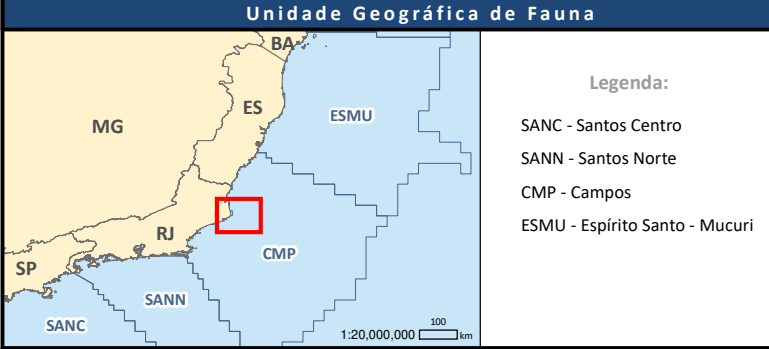 Unidade Geográfica de Fauna
BA
ES
ESMU
MG
RJ
CMP
SP
SANN
SANC
100
1:20,000,000 km
Legenda:
SANC - Santos Centro
SANN - Santos Norte
CMP - Campos
ESMU - Espírito Santo - Mucuri